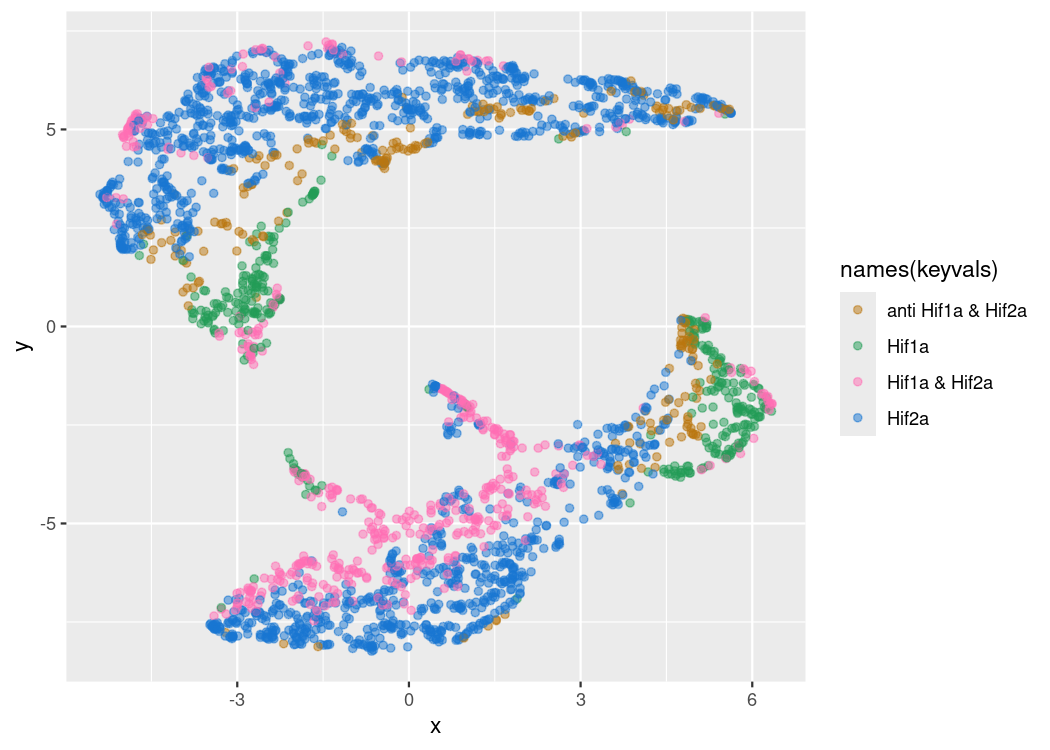 5
0
-5
-3
0
3
6
x
y
names(keyvals)
anti Hif1a & Hif2a
Hif1a
Hif1a & Hif2a
Hif2a